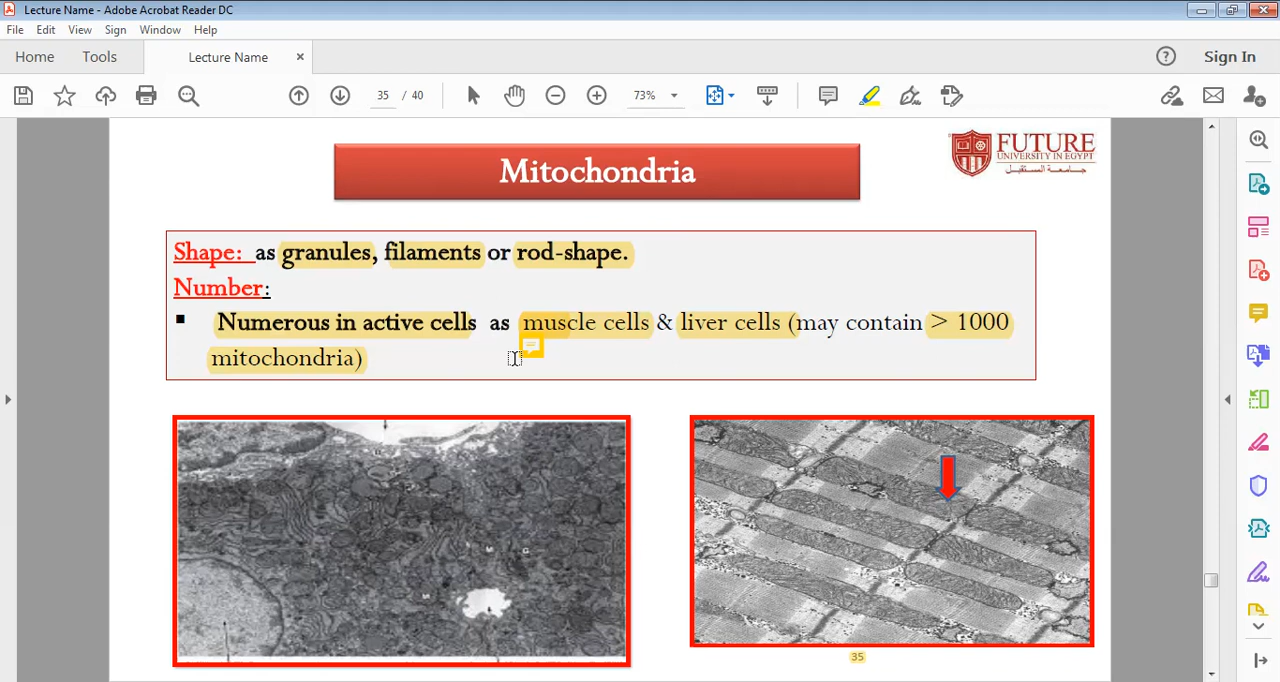 Lecture Name - Adobe Acrobat Reader DC
File Edit View Sign Window Help
Home Tools Lecture Name × Sign In
35 / 40 73%
Mitochondria
FUTURE
UNIVERSITY IN EGYPT
جامعة المستقبل
Shape: as granules, filaments or rod-shape.
Number:
Numerous in active cells as muscle cells & liver cells (may contain > 1000
mitochondria)
35